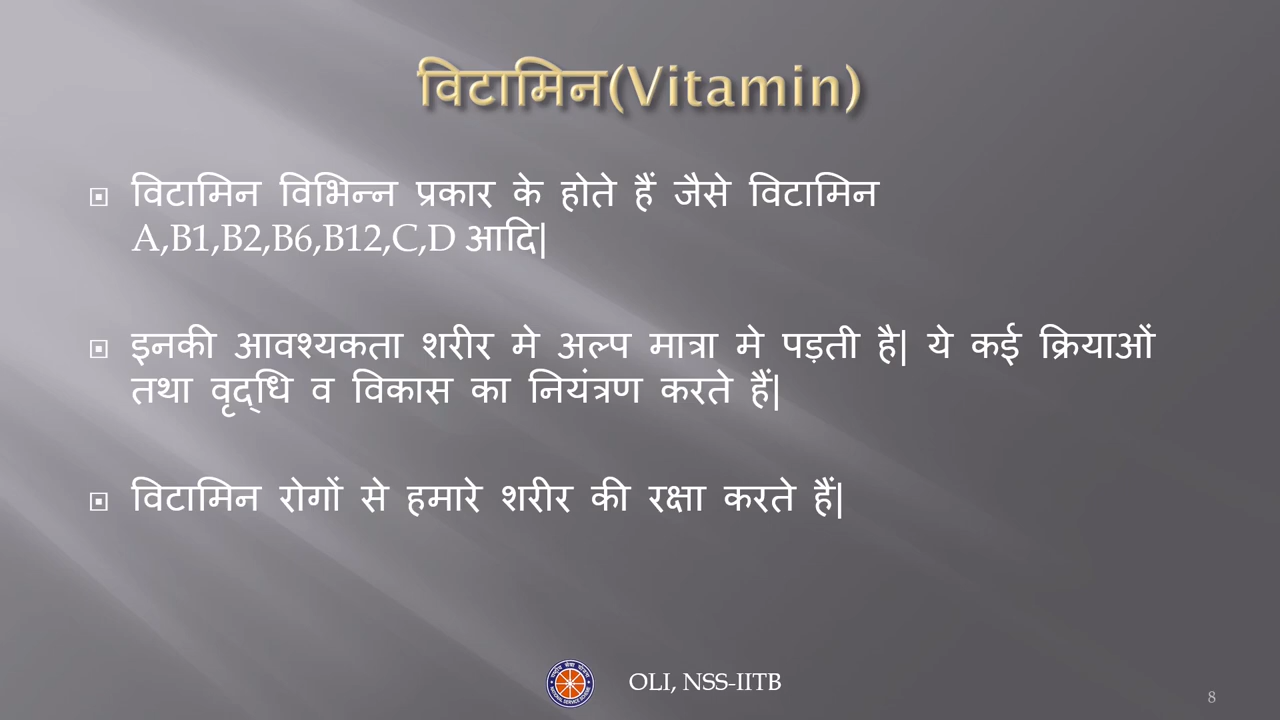 विटामिन(Vitamin)
विटामिन विभिन्न प्रकार के होते हैं जैसे विटामिन
A,B1,B2,B6,B12,C,D आदि|
इनकी आवश्यकता शरीर मे अल्प मात्रा मे पड़ती है| ये कई क्रियाओं
तथा वृद्धि व विकास का नियंत्रण करते हैं|
विटामिन रोगों से हमारे शरीर की रक्षा करते हैं|
OLI, NSS-IITB
8